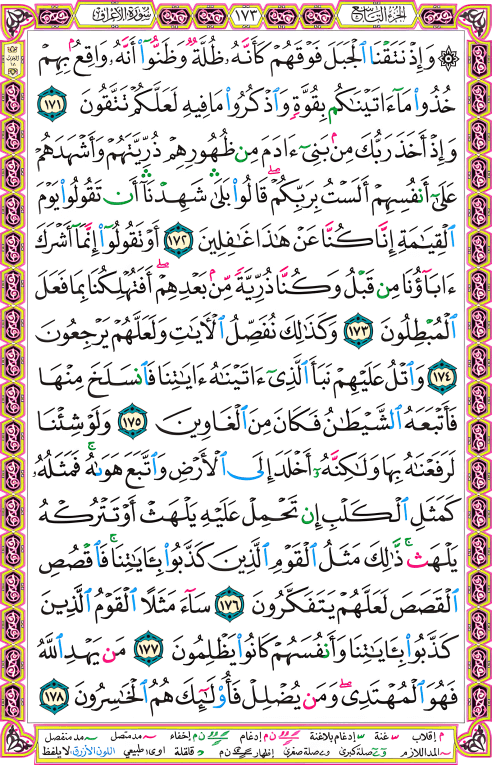 الجزء التاسع ١٧٣ سورة الأعراف
وَإِذْ نَتَقْنَا ٱلْجَبَلَ فَوْقَهُمْ كَأَنَّهُۥ ظُلَّةٌ وَظَنُّوٓا۟ أَنَّهُۥ وَاقِعٌۢ بِهِمْ
خُذُوا۟ مَآ ءَاتَيْنَـٰكُم بِقُوَّةٍ وَٱذْكُرُوا۟ مَا فِيهِ لَعَلَّكُمْ تَتَّقُونَ ١٧١
وَإِذْ أَخَذَ رَبُّكَ مِنۢ بَنِىٓ ءَادَمَ مِن ظُهُورِهِمْ ذُرِّيَّتَهُمْ وَأَشْهَدَهُمْ
عَلَىٰٓ أَنفُسِهِمْ أَلَسْتُ بِرَبِّكُمْ ۖ قَالُوا۟ بَلَىٰ ۛ شَهِدْنَآ ۛ أَن تَقُولُوا۟ يَوْمَ
ٱلْقِيَـٰمَةِ إِنَّا كُنَّا عَنْ هَـٰذَا غَـٰفِلِينَ ١٧٢ أَوْ تَقُولُوٓا۟ إِنَّمَآ أَشْرَكَ
ءَابَآؤُنَا مِن قَبْلُ وَكُنَّا ذُرِّيَّةً مِّنۢ بَعْدِهِمْ ۖ أَفَتُهْلِكُنَا بِمَا فَعَلَ
ٱلْمُبْطِلُونَ ١٧٣ وَكَذَٰلِكَ نُفَصِّلُ ٱلْـَٔايَـٰتِ وَلَعَلَّهُمْ يَرْجِعُونَ
١٧٤ وَٱتْلُ عَلَيْهِمْ نَبَأَ ٱلَّذِىٓ ءَاتَيْنَـٰهُ ءَايَـٰتِنَا فَٱنسَلَخَ مِنْهَا
فَأَتْبَعَهُ ٱلشَّيْطَـٰنُ فَكَانَ مِنَ ٱلْغَاوِينَ ١٧٥ وَلَوْ شِئْنَا
لَرَفَعْنَـٰهُ بِهَا وَلَـٰكِنَّهُۥٓ أَخْلَدَ إِلَى ٱلْأَرْضِ وَٱتَّبَعَ هَوَىٰهُ ۚ فَمَثَلُهُۥ
كَمَثَلِ ٱلْكَلْبِ إِن تَحْمِلْ عَلَيْهِ يَلْهَثْ أَوْ تَتْرُكْهُ
يَلْهَث ۚ ذَّٰلِكَ مَثَلُ ٱلْقَوْمِ ٱلَّذِينَ كَذَّبُوا۟ بِـَٔايَـٰتِنَا ۚ فَٱقْصُصِ
ٱلْقَصَصَ لَعَلَّهُمْ يَتَفَكَّرُونَ ١٧٦ سَآءَ مَثَلًا ٱلْقَوْمُ ٱلَّذِينَ
كَذَّبُوا۟ بِـَٔايَـٰتِنَا وَأَنفُسَهُمْ كَانُوا۟ يَظْلِمُونَ ١٧٧ مَن يَهْدِ ٱللَّهُ
فَهُوَ ٱلْمُهْتَدِى ۖ وَمَن يُضْلِلْ فَأُو۟لَـٰٓئِكَ هُمُ ٱلْخَـٰسِرُونَ ١٧٨
م إقلاب س غنة س إدغام بلاغنة ن م إدغام ن م إخفاء مد متصل مد منفصل
المد اللازم صلة كبرى صلة صغرى إظهار قلقلة اوى طبيعي اللون الأزرق لا يلفظ